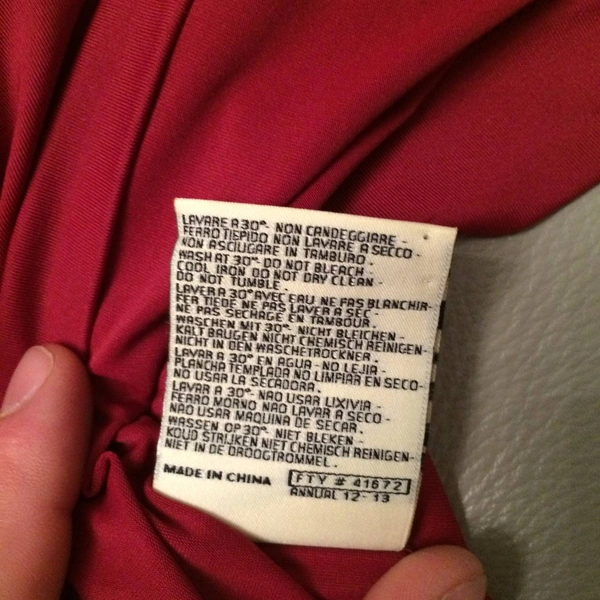 LAVARE A 30°- NON CANDEGGIARE -
FERRO TIEPIDO NON LAVARE A SECCO -
NON ASCIUGARE IN TAMBURO -
WASH AT 30°- DO NOT BLEACH -
COOL IRON DO NOT DRY CLEAN -
DO NOT TUMBLE.
LAVER A 30° AVEC EAU NE PAS BLANCHIR-
FER TIEDE NE PAS LAVER A SEC -
NE PAS SECHAGE EN TAMBOUR.
WASCHEN MIT 30°- NICHT BLEICHEN -
KALT BAUGEN NICHT CHEMISCH REINIGEN-
NICHT IN DEN WASCHETROCKNER.
LAVAR A 30° EN AGUA - NO LEJIA -
PLANCHA TEMPLADA NO LIMPIAR EN SECO-
NO USAR LA SECADORA.
LAVAR A 30°- NÃO USAR LIXIVIA -
FERRO MORNO NÃO LAVAR A SECO -
NÃO USAR MAQUINA DE SECAR.
WASSEN OP 30°- NIET BLEKEN -
KOUD STRIJKEN NIET CHEMISCH REINIGEN-
NIET IN DE DROOGTROMMEL.
MADE IN CHINA FTY # 41672
ANNUAL 12- 13